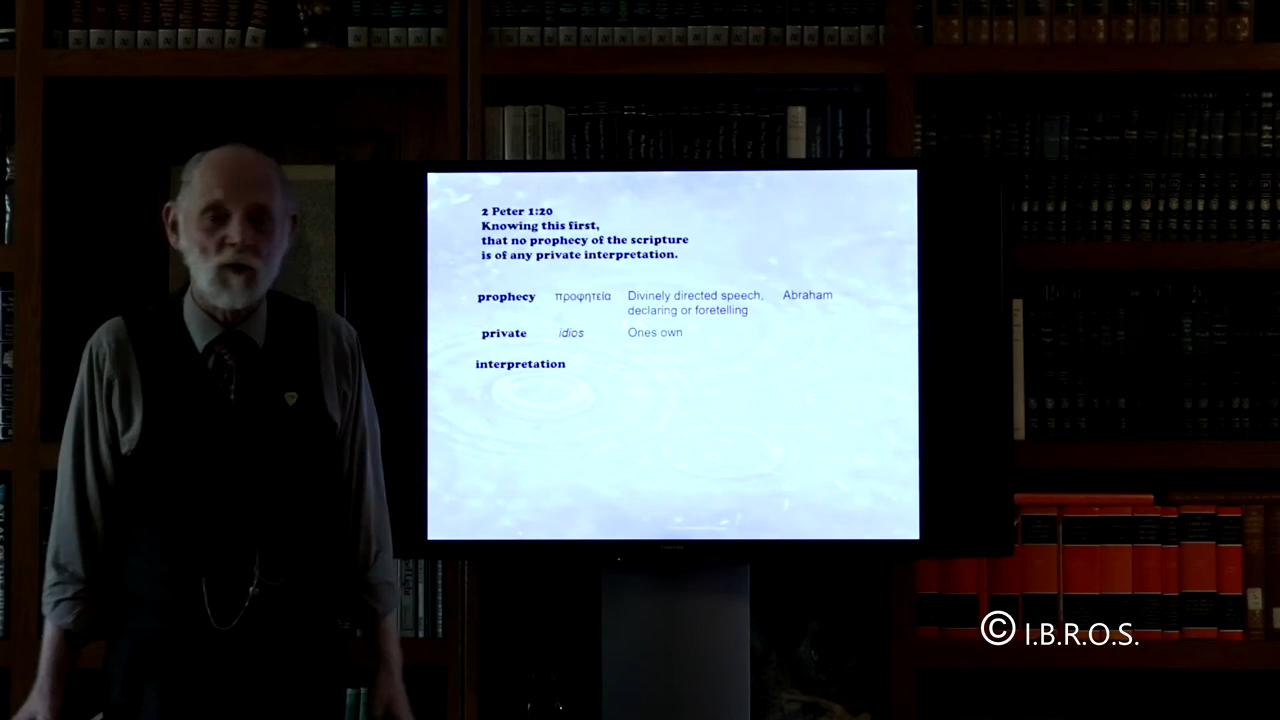 2 Peter 1:20
Knowing this first,
that no prophecy of the scripture
is of any private interpretation.
prophecy προφητεία Divinely directed speech, Abraham
declaring or foretelling
private idios Ones own
interpretation
© I.B.R.O.S.